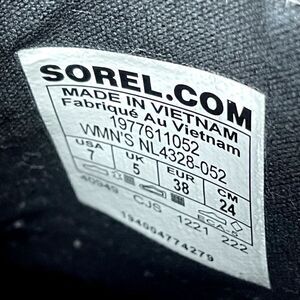 SOREL.COM
MADE IN VIETNAM
Fabriqué Au Vietnam
1977611052
WMN'S NL4328-052
USA UK EUR CM
7 5 38 24
40949 CJS 1221 222
194094774279